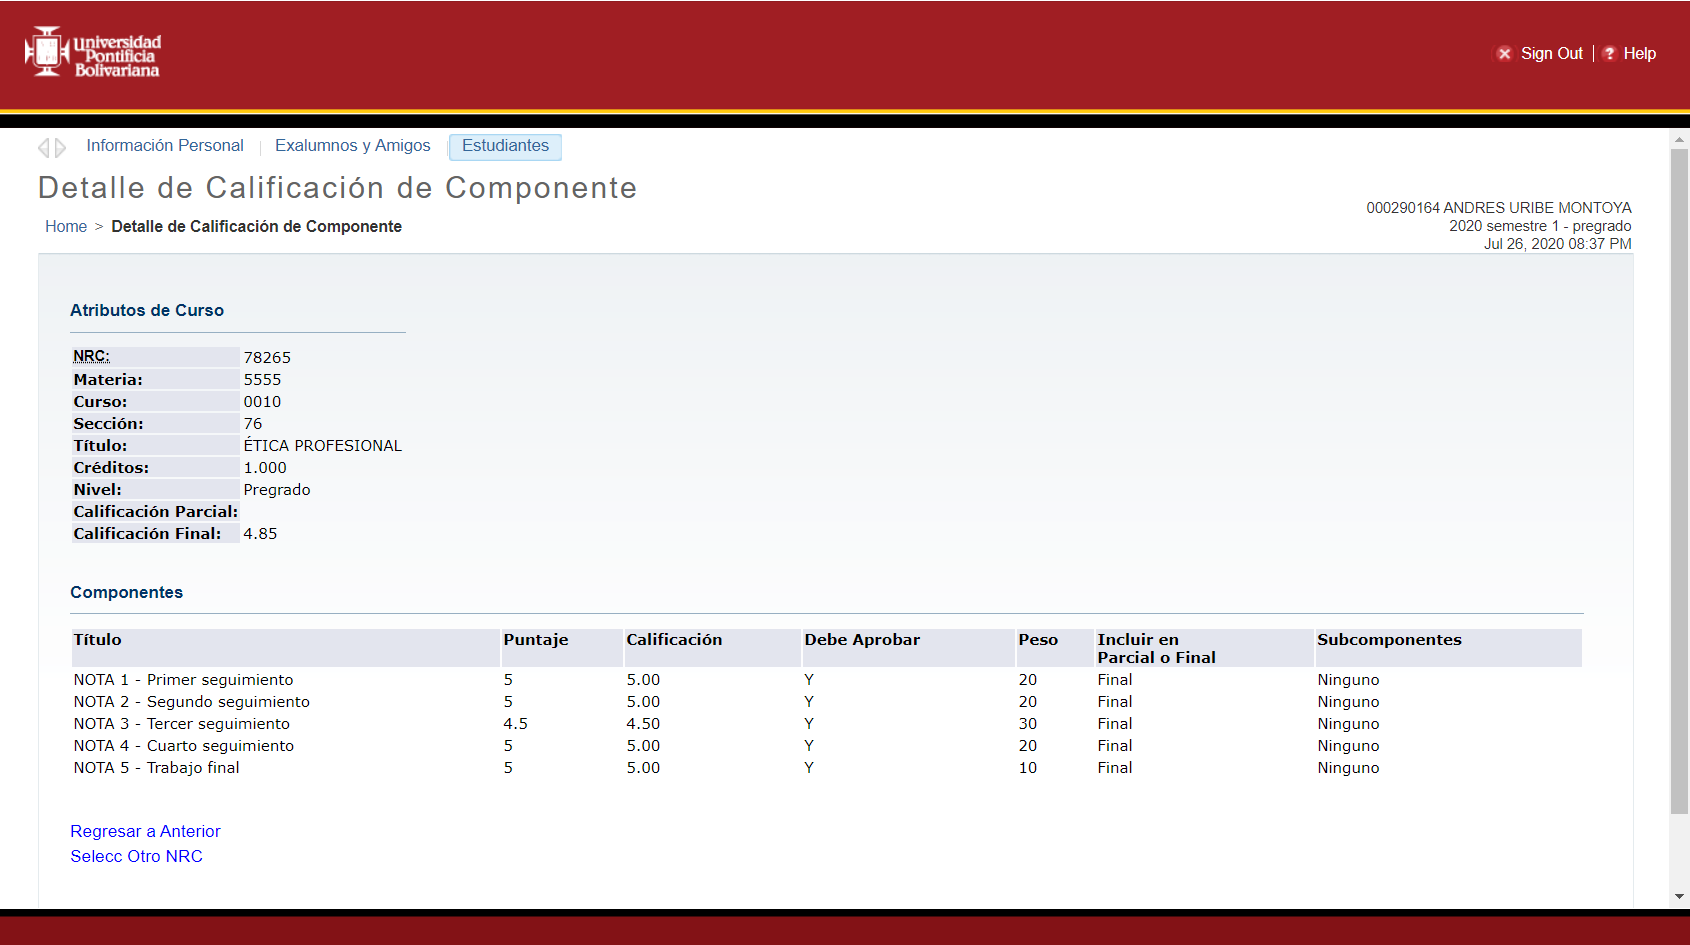 Universidad
Pontificia
Bolivariana
Sign Out | Help
Información Personal | Exalumnos y Amigos | Estudiantes
Detalle de Calificación de Componente
Home > Detalle de Calificación de Componente
000290164 ANDRES URIBE MONTOYA
2020 semestre 1 - pregrado
Jul 26, 2020 08:37 PM
Atributos de Curso
NRC: 78265
Materia: 5555
Curso: 0010
Sección: 76
Título: ÉTICA PROFESIONAL
Créditos: 1.000
Nivel: Pregrado
Calificación Parcial:
Calificación Final: 4.85
Componentes
Título Puntaje Calificación Debe Aprobar Peso Incluir en Parcial o Final Subcomponentes
NOTA 1 - Primer seguimiento 5 5.00 Y 20 Final Ninguno
NOTA 2 - Segundo seguimiento 5 5.00 Y 20 Final Ninguno
NOTA 3 - Tercer seguimiento 4.5 4.50 Y 30 Final Ninguno
NOTA 4 - Cuarto seguimiento 5 5.00 Y 20 Final Ninguno
NOTA 5 - Trabajo final 5 5.00 Y 10 Final Ninguno
Regresar a Anterior
Selecc Otro NRC